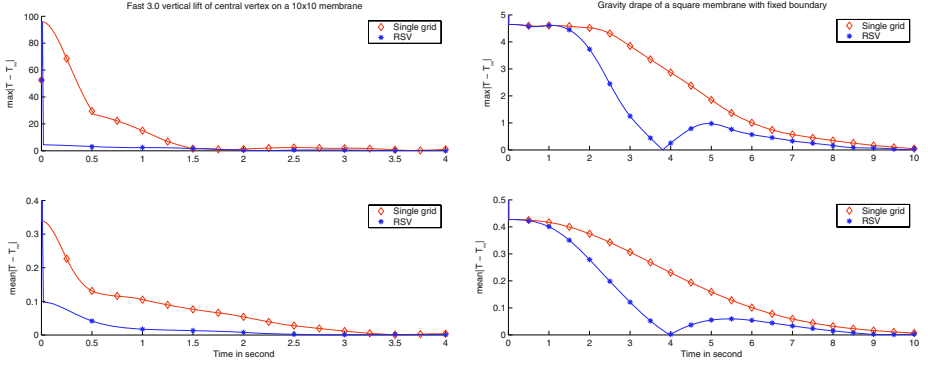 Fast 3.0 vertical lift of central vertex on a 10x10 membrane
100
80
60
40
20
0
max|T − T∞|
Single grid
RSV
0 0.5 1 1.5 2 2.5 3 3.5 4
Gravity drape of a square membrane with fixed boundary
5
4
3
2
1
0
max|T − T∞|
Single grid
RSV
0 1 2 3 4 5 6 7 8 9 10
0.4
0.3
0.2
0.1
0
mean|T − T∞|
Single grid
RSV
0 0.5 1 1.5 2 2.5 3 3.5 4
Time in second
0.5
0.4
0.3
0.2
0.1
0
mean|T − T∞|
Single grid
RSV
0 1 2 3 4 5 6 7 8 9 10
Time in second